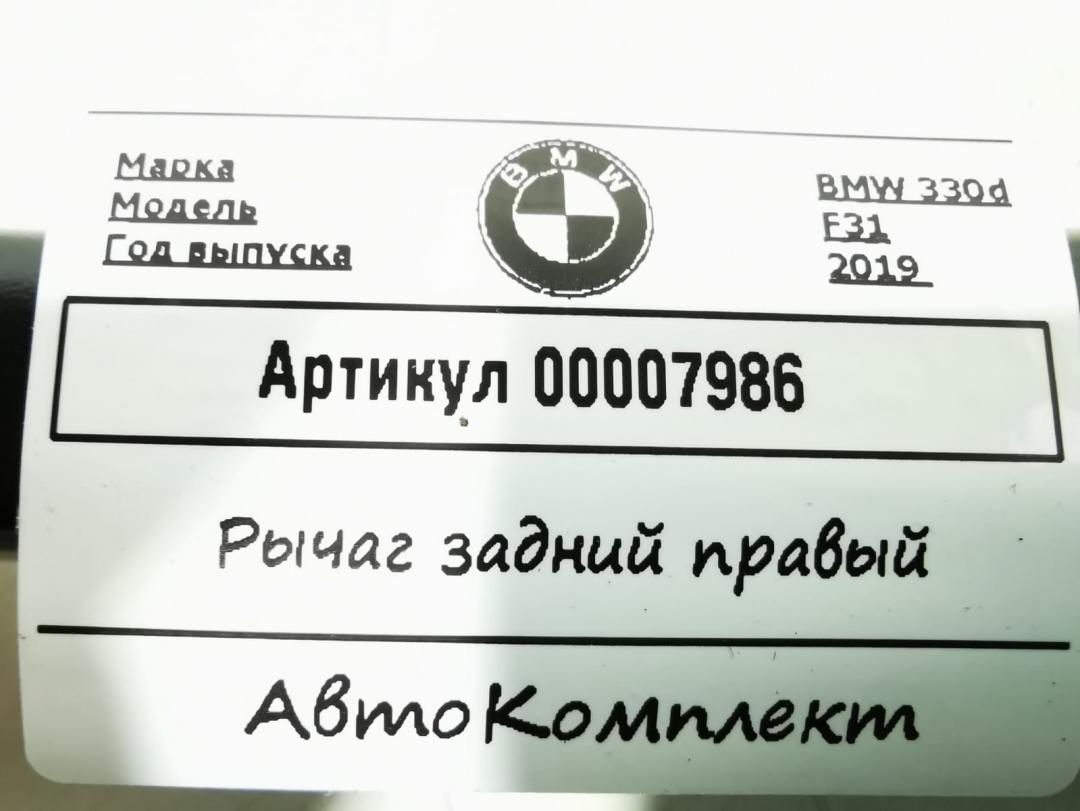 Марка
Модель
Год выпуска
BMW
BMW 330d
F31
2019
Артикул 00007986
Рычаг задний правый
АвтоКомплект